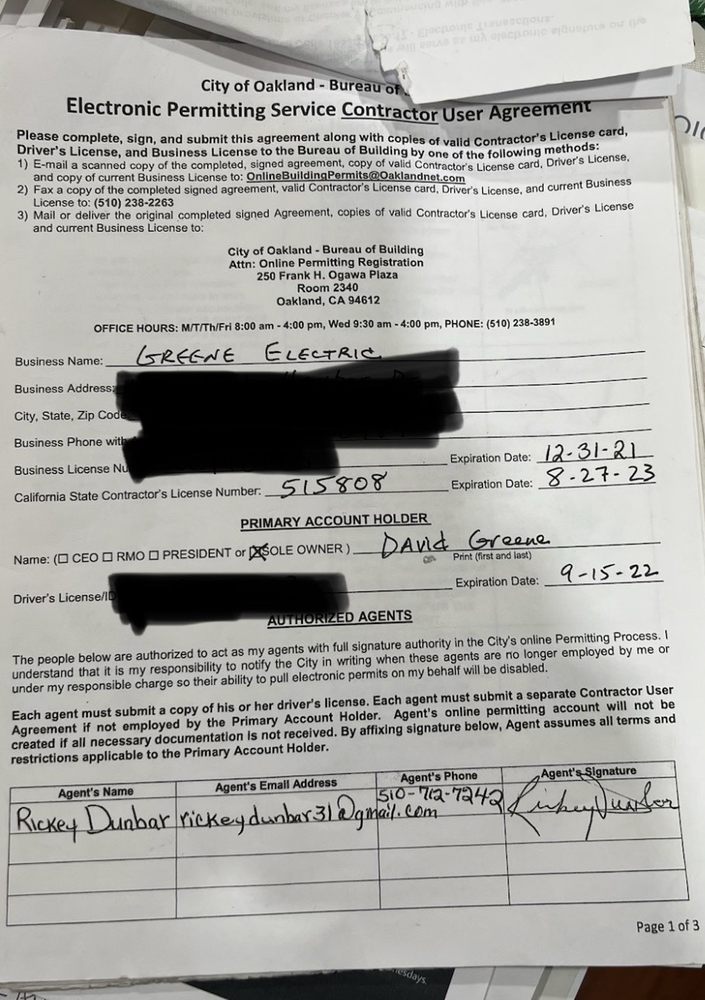 City of Oakland - Bureau of
Electronic Permitting Service Contractor User Agreement
Please complete, sign, and submit this agreement along with copies of valid Contractor's License card,
Driver's License, and Business License to the Bureau of Building by one of the following methods:
1) E-mail a scanned copy of the completed, signed agreement, copy of valid Contractor's License card, Driver's License,
and copy of current Business License to: OnlineBuildingPermits@Oaklandnet.com
2) Fax a copy of the completed signed agreement, valid Contractor's License card, Driver's License, and current Business
License to: (510) 238-2263
3) Mail or deliver the original completed signed Agreement, copies of valid Contractor's License card, Driver's License
and current Business License to:
City of Oakland - Bureau of Building
Attn: Online Permitting Registration
250 Frank H. Ogawa Plaza
Room 2340
Oakland, CA 94612
OFFICE HOURS: M/T/Th/Fri 8:00 am - 4:00 pm, Wed 9:30 am - 4:00 pm, PHONE: (510) 238-3891
Business Name: GREENE ELECTRIC
Business Address:
City, State, Zip Code
Business Phone with
Business License Nu Expiration Date: 12-31-21
California State Contractor's License Number: 515808 Expiration Date: 8-27-23
PRIMARY ACCOUNT HOLDER
Name: (☐ CEO ☐ RMO ☐ PRESIDENT or ☒ SOLE OWNER ) DAVID Greene
Print (first and last)
Driver's License/ID Expiration Date: 9-15-22
AUTHORIZED AGENTS
The people below are authorized to act as my agents with full signature authority in the City's online Permitting Process. I
understand that it is my responsibility to notify the City in writing when these agents are no longer employed by me or
under my responsible charge so their ability to pull electronic permits on my behalf will be disabled.
Each agent must submit a copy of his or her driver's license. Each agent must submit a separate Contractor User
Agreement if not employed by the Primary Account Holder. Agent's online permitting account will not be
created if all necessary documentation is not received. By affixing signature below, Agent assumes all terms and
restrictions applicable to the Primary Account Holder.
Agent's Name Agent's Email Address Agent's Phone Agent's Signature
Rickey Dunbar rickeydunbar31@gmail.com 510-712-7242 Rickey Dunbar
Page 1 of 3